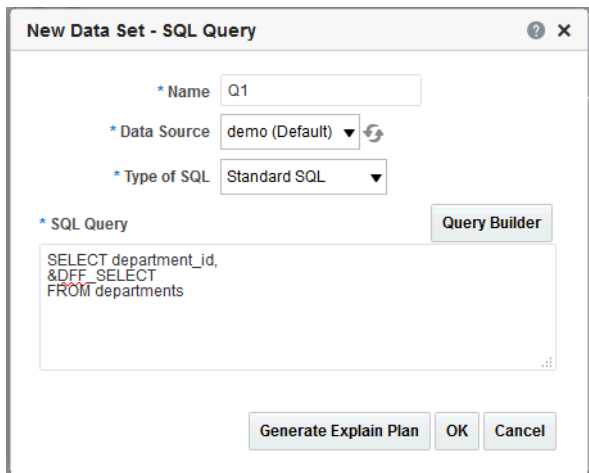 New Data Set - SQL Query
* Name Q1
* Data Source demo (Default)
* Type of SQL Standard SQL
* SQL Query Query Builder
SELECT department_id,
&DFF_SELECT
FROM departments
Generate Explain Plan OK Cancel